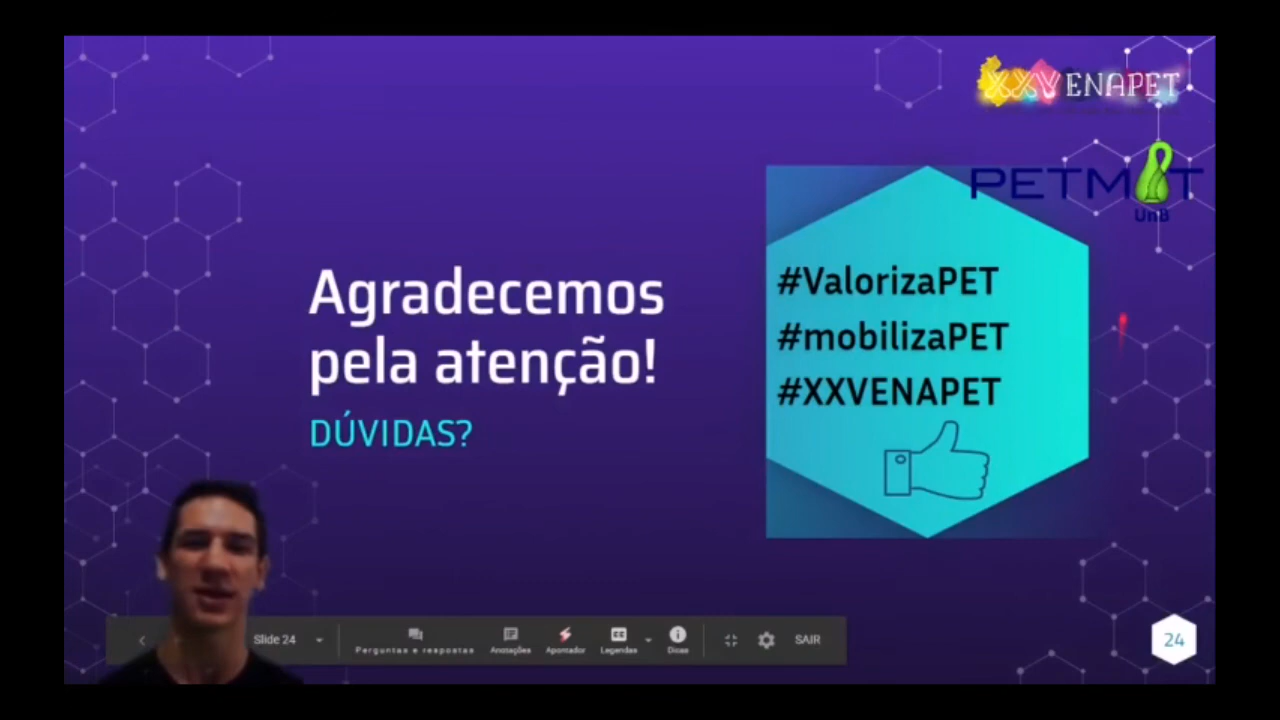 XXV ENAPET
PETMAT
UnB
Agradecemos
pela atenção!
DÚVIDAS?
#ValorizaPET
#mobilizaPET
#XXVENAPET
Slide 24
Perguntas e respostas
Anotações
Apontador
Legendas
Dicas
SAIR
24